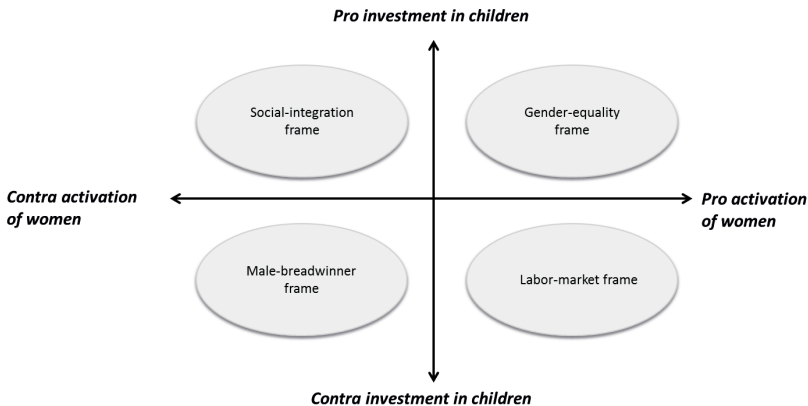 Pro investment in children
Social-integration
frame
Gender-equality
frame
Contra activation
of women
Pro activation
of women
Male-breadwinner
frame
Labor-market frame
Contra investment in children